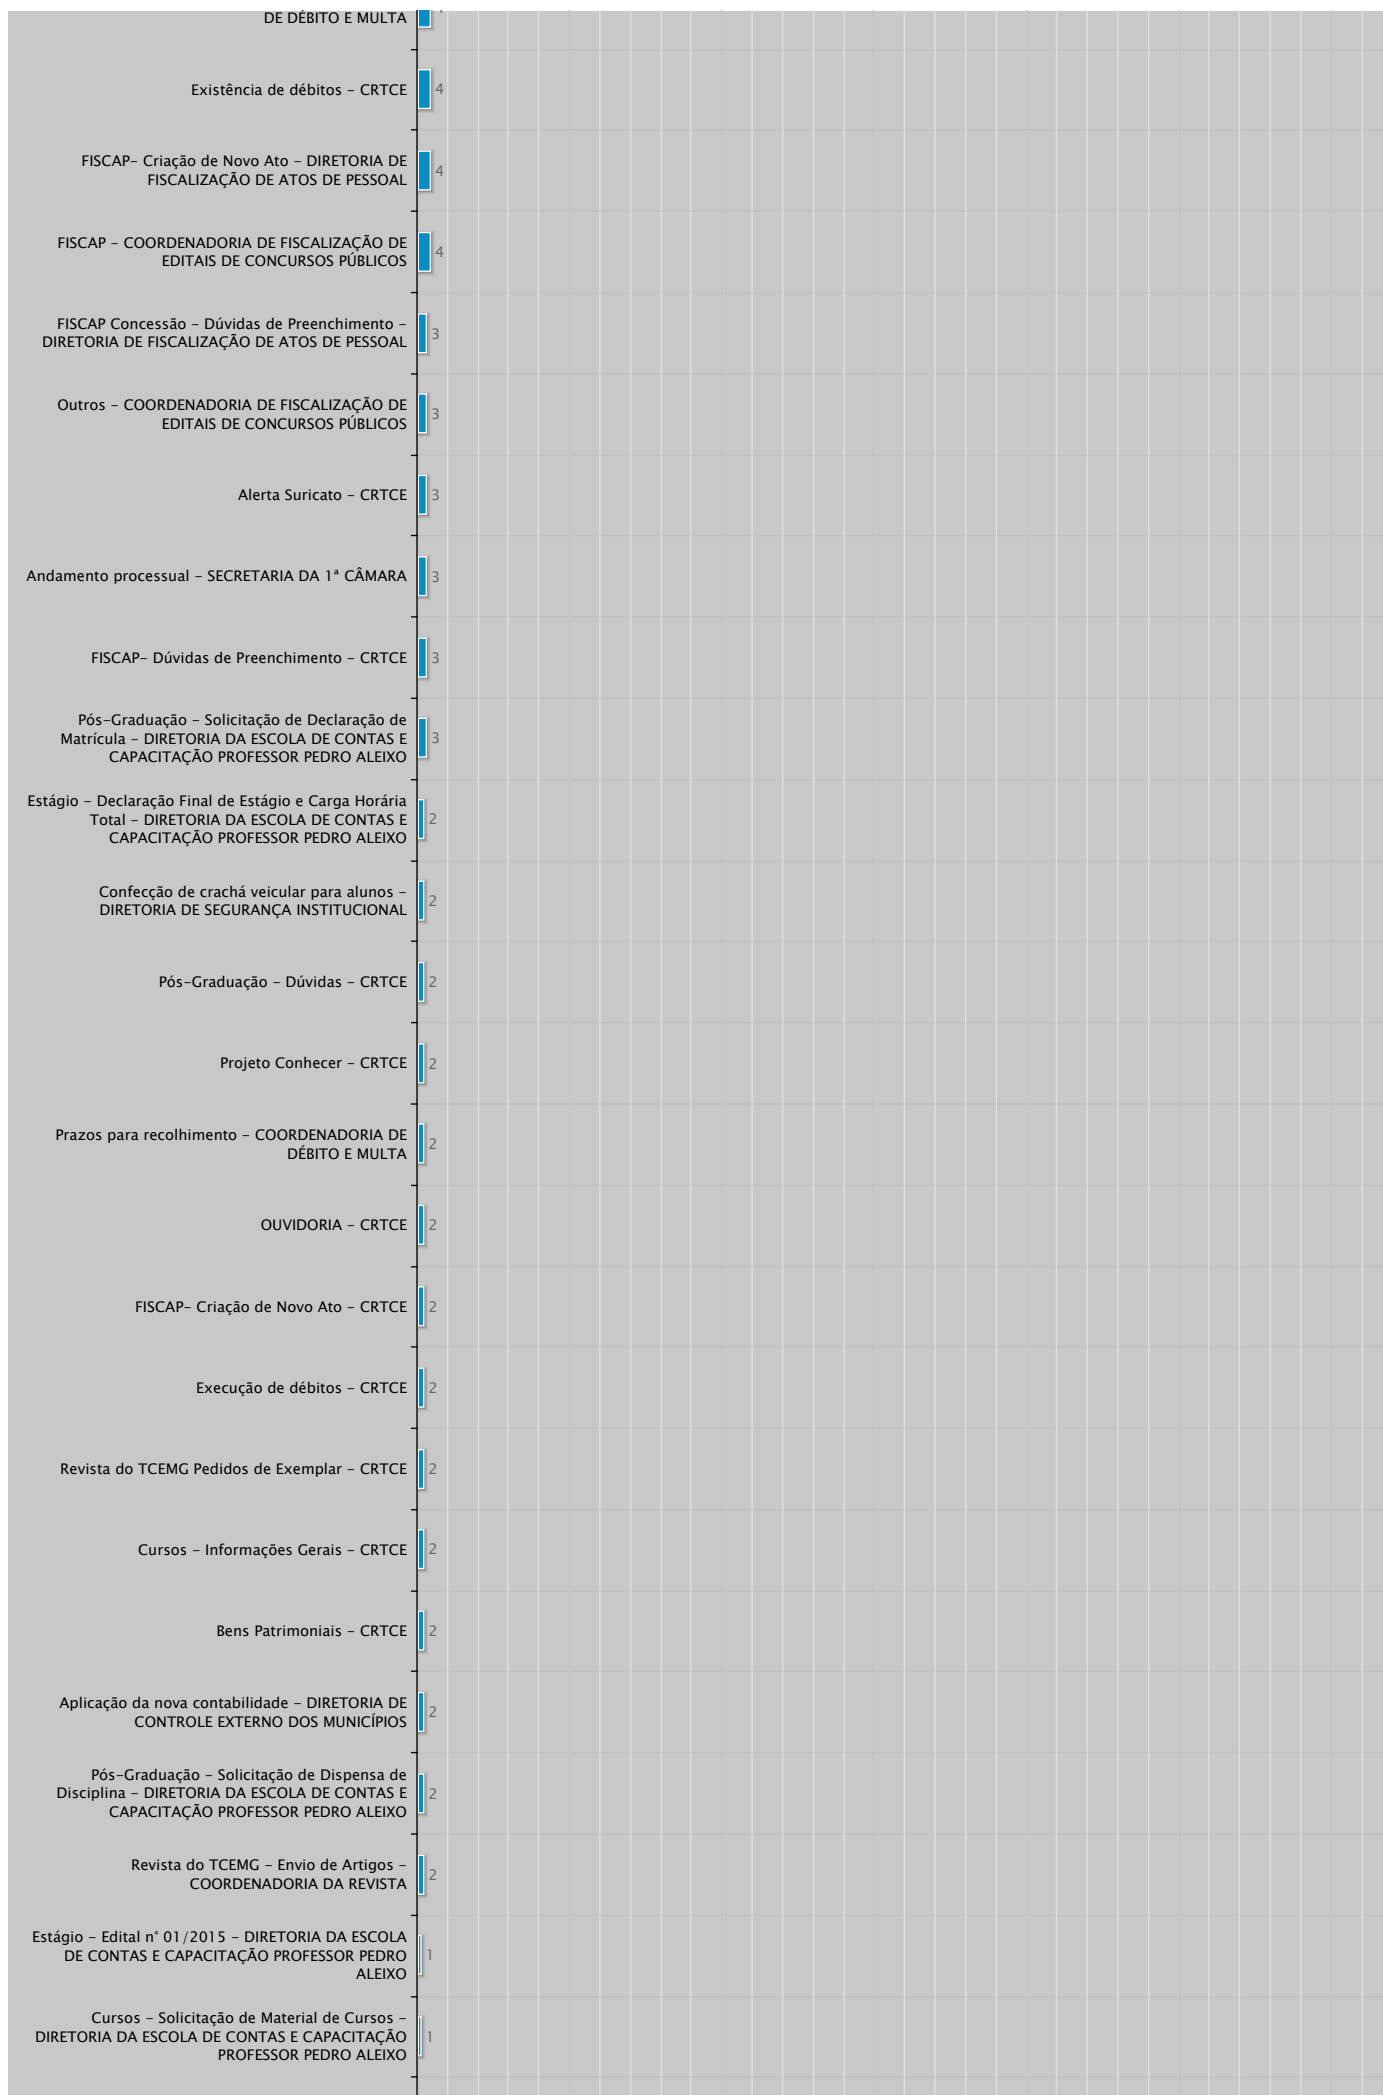 DE DÉBITO E MULTA
Existência de débitos - CRTCE
4
FISCAP- Criação de Novo Ato - DIRETORIA DE
FISCALIZAÇÃO DE ATOS DE PESSOAL
4
FISCAP - COORDENADORIA DE FISCALIZAÇÃO DE
EDITAIS DE CONCURSOS PÚBLICOS
4
FISCAP Concessão - Dúvidas de Preenchimento -
DIRETORIA DE FISCALIZAÇÃO DE ATOS DE PESSOAL
3
Outros - COORDENADORIA DE FISCALIZAÇÃO DE
EDITAIS DE CONCURSOS PÚBLICOS
3
Alerta Suricato - CRTCE
3
Andamento processual - SECRETARIA DA 1ª CÂMARA
3
FISCAP- Dúvidas de Preenchimento - CRTCE
3
Pós-Graduação - Solicitação de Declaração de
Matrícula - DIRETORIA DA ESCOLA DE CONTAS E
CAPACITAÇÃO PROFESSOR PEDRO ALEIXO
3
Estágio - Declaração Final de Estágio e Carga Horária
Total - DIRETORIA DA ESCOLA DE CONTAS E
CAPACITAÇÃO PROFESSOR PEDRO ALEIXO
2
Confecção de crachá veicular para alunos -
DIRETORIA DE SEGURANÇA INSTITUCIONAL
2
Pós-Graduação - Dúvidas - CRTCE
2
Projeto Conhecer - CRTCE
2
Prazos para recolhimento - COORDENADORIA DE
DÉBITO E MULTA
2
OUVIDORIA - CRTCE
2
FISCAP- Criação de Novo Ato - CRTCE
2
Execução de débitos - CRTCE
2
Revista do TCEMG Pedidos de Exemplar - CRTCE
2
Cursos - Informações Gerais - CRTCE
2
Bens Patrimoniais - CRTCE
2
Aplicação da nova contabilidade - DIRETORIA DE
CONTROLE EXTERNO DOS MUNICÍPIOS
2
Pós-Graduação - Solicitação de Dispensa de
Disciplina - DIRETORIA DA ESCOLA DE CONTAS E
CAPACITAÇÃO PROFESSOR PEDRO ALEIXO
2
Revista do TCEMG - Envio de Artigos -
COORDENADORIA DA REVISTA
2
Estágio - Edital n° 01/2015 - DIRETORIA DA ESCOLA
DE CONTAS E CAPACITAÇÃO PROFESSOR PEDRO
ALEIXO
1
Cursos - Solicitação de Material de Cursos -
DIRETORIA DA ESCOLA DE CONTAS E CAPACITAÇÃO
PROFESSOR PEDRO ALEIXO
1